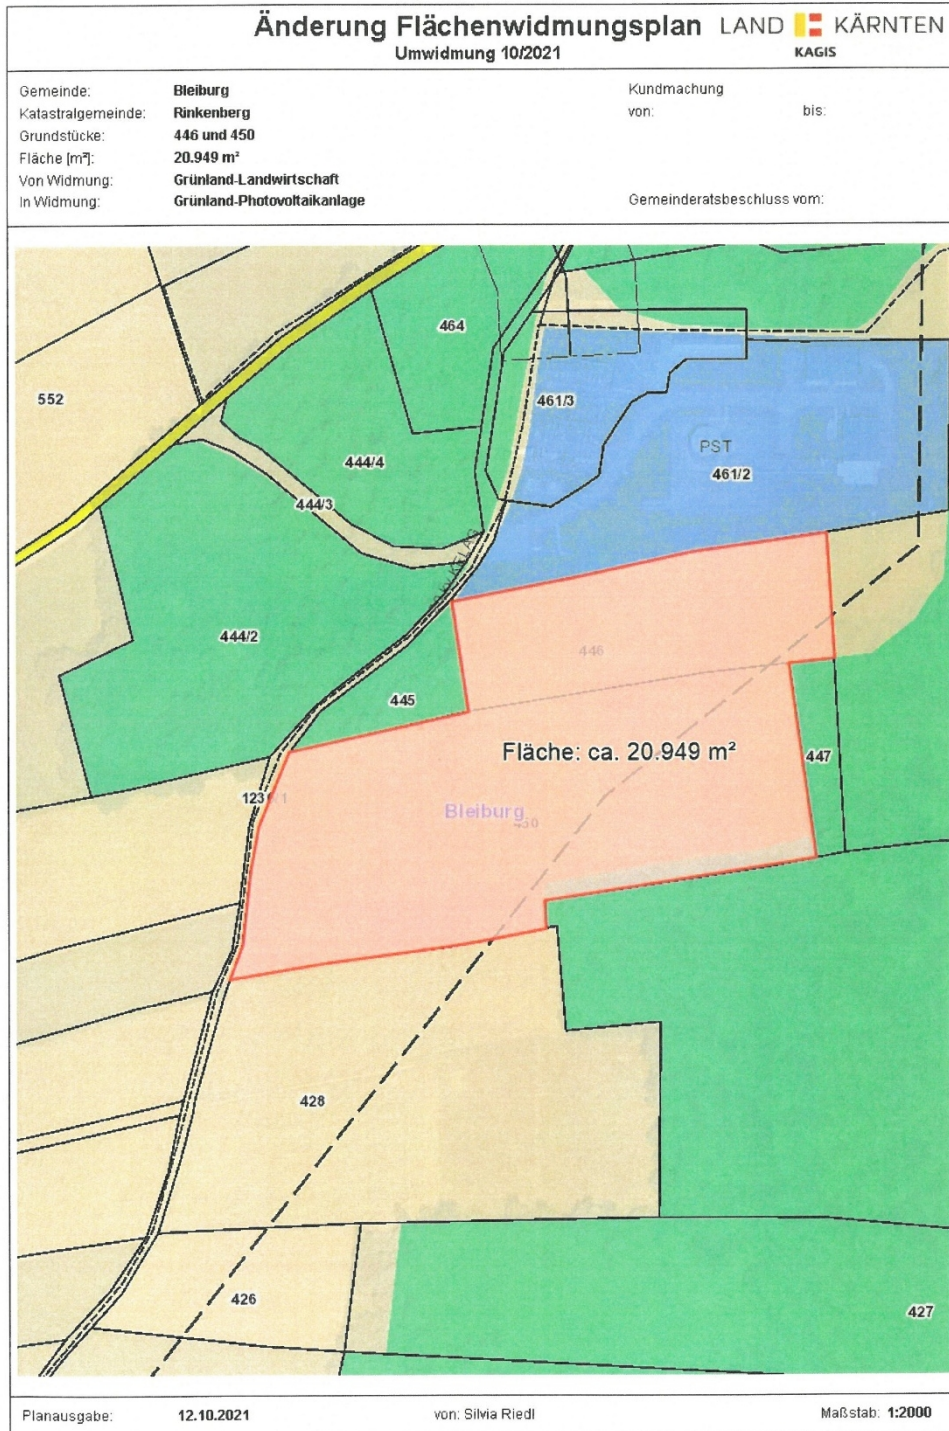 Änderung Flächenwidmungsplan
LAND KÄRNTEN
Umwidmung 10/2021
KAGIS
Gemeinde: Bleiburg
Kundmachung
Katastralgemeinde: Rinkenberg
von: bis:
Grundstücke: 446 und 450
Fläche [m²]: 20.949 m²
Von Widmung: Grünland-Landwirtschaft
In Widmung: Grünland-Photovoltaikanlage
Gemeinderatsbeschluss vom:
464
552
461/3
PST
444/4
461/2
444/3
444/2
446
445
Fläche: ca. 20.949 m²
447
123
Bleiburg
450
428
426
427
Planausgabe: 12.10.2021 von: Silvia Riedl Maßstab: 1:2000